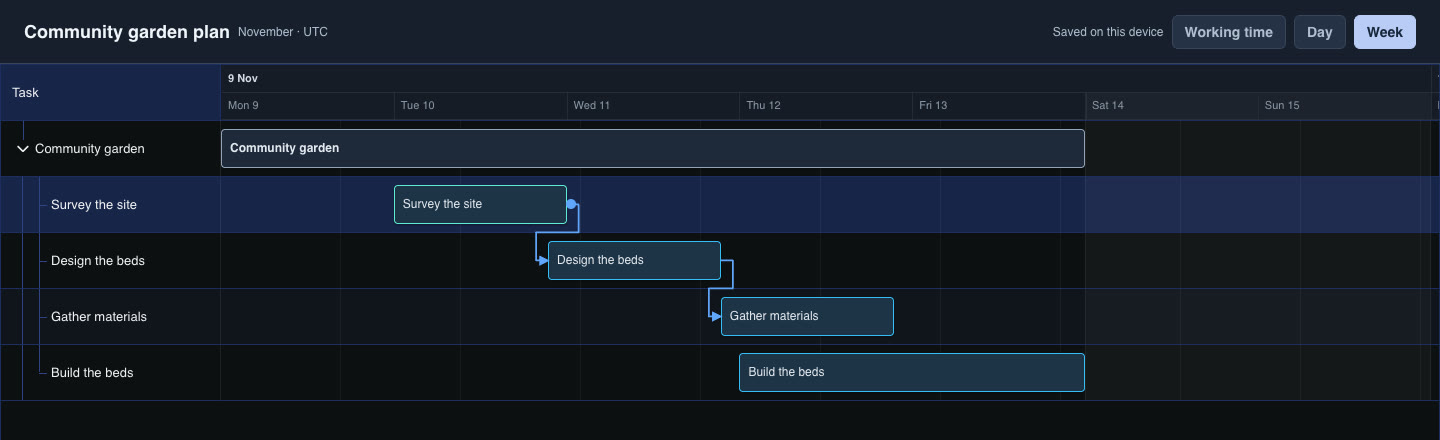 Community garden plan November · UTC
Saved on this device Working time Day Week
Task
9 Nov
Mon 9 Tue 10 Wed 11 Thu 12 Fri 13 Sat 14 Sun 15
Community garden
Community garden
Survey the site
Survey the site
Design the beds
Design the beds
Gather materials
Gather materials
Build the beds
Build the beds